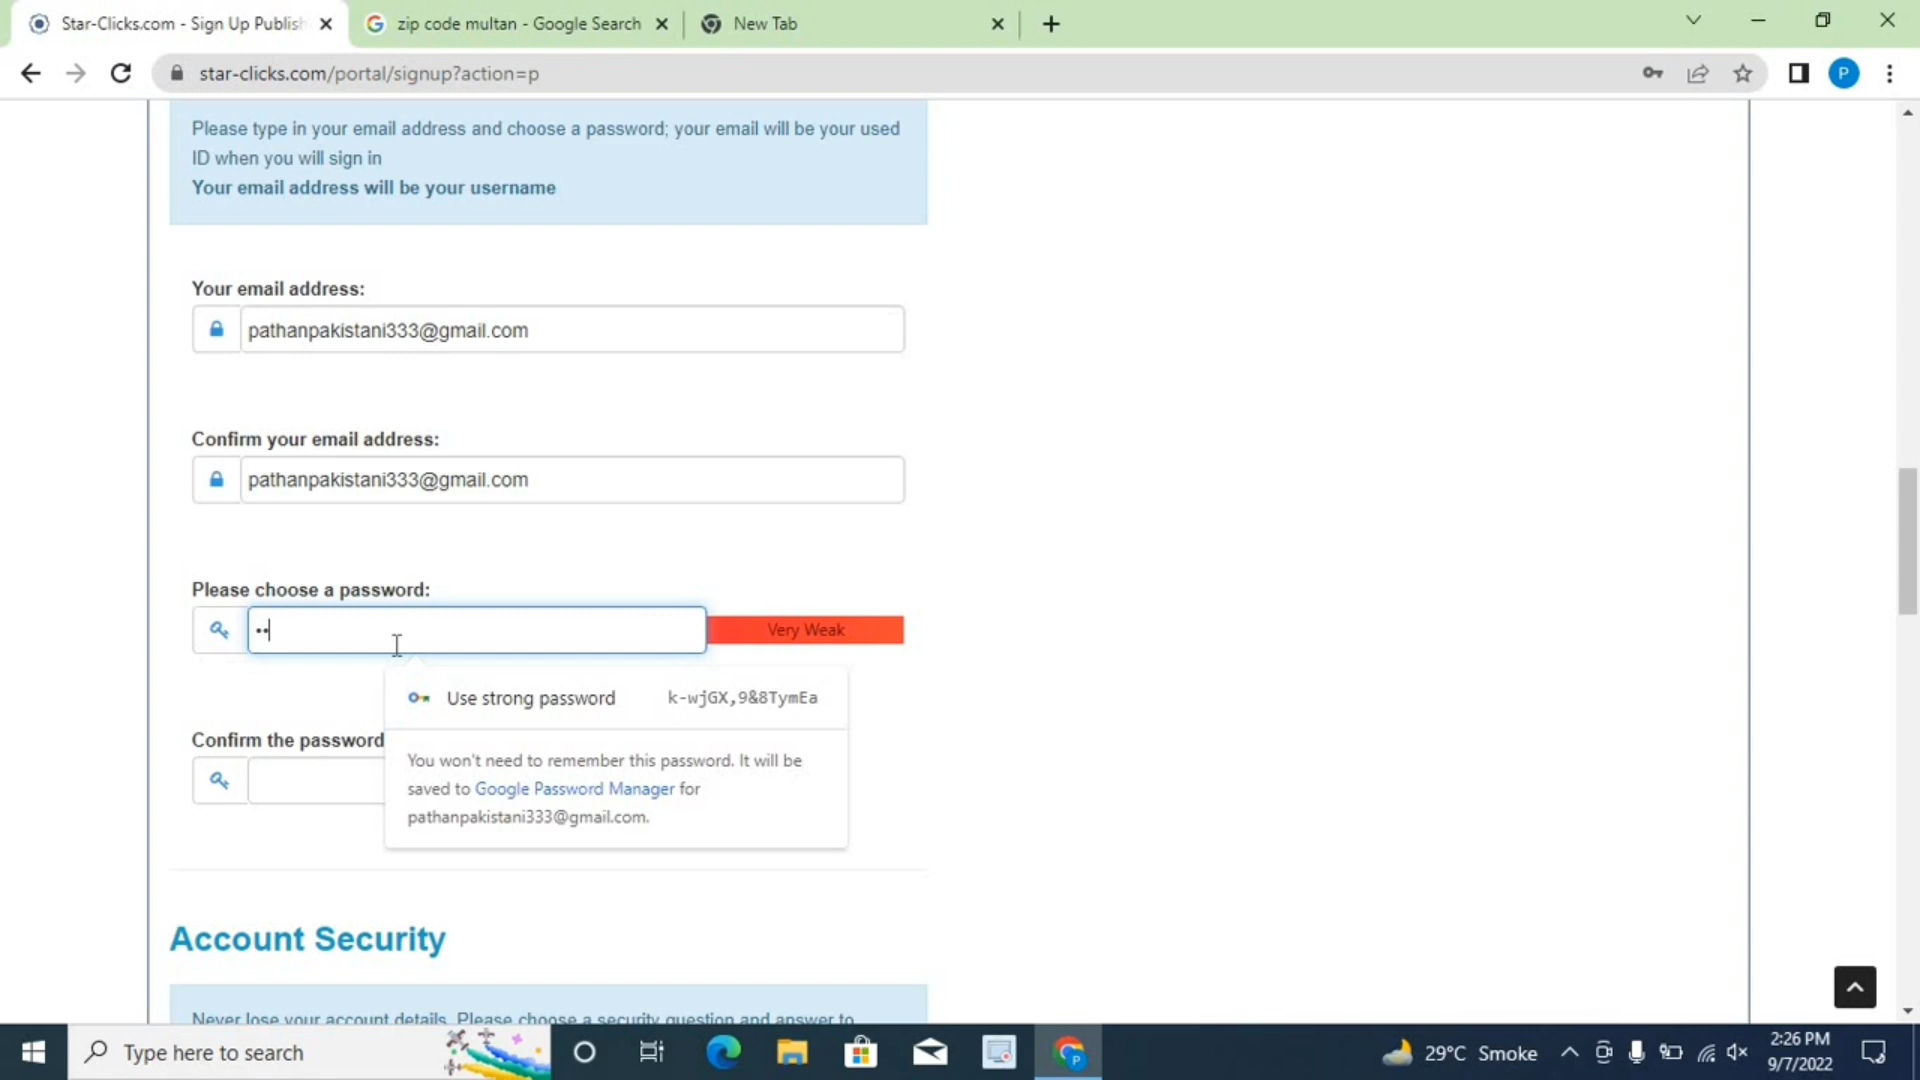 Star-Clicks.com - Sign Up Publish
zip code multan - Google Search
New Tab
star-clicks.com/portal/signup?action=p
P
Please type in your email address and choose a password; your email will be your used
ID when you will sign in
Your email address will be your username
Your email address:
pathanpakistani333@gmail.com
Confirm your email address:
pathanpakistani333@gmail.com
Please choose a password:
••
Very Weak
Use strong password k-wjGX,9&8TymEa
You won't need to remember this password. It will be
saved to Google Password Manager for
pathanpakistani333@gmail.com.
Confirm the password
Account Security
Never lose your account details. Please choose a security question and answer to
Type here to search
P
29°C Smoke
2:26 PM
9/7/2022